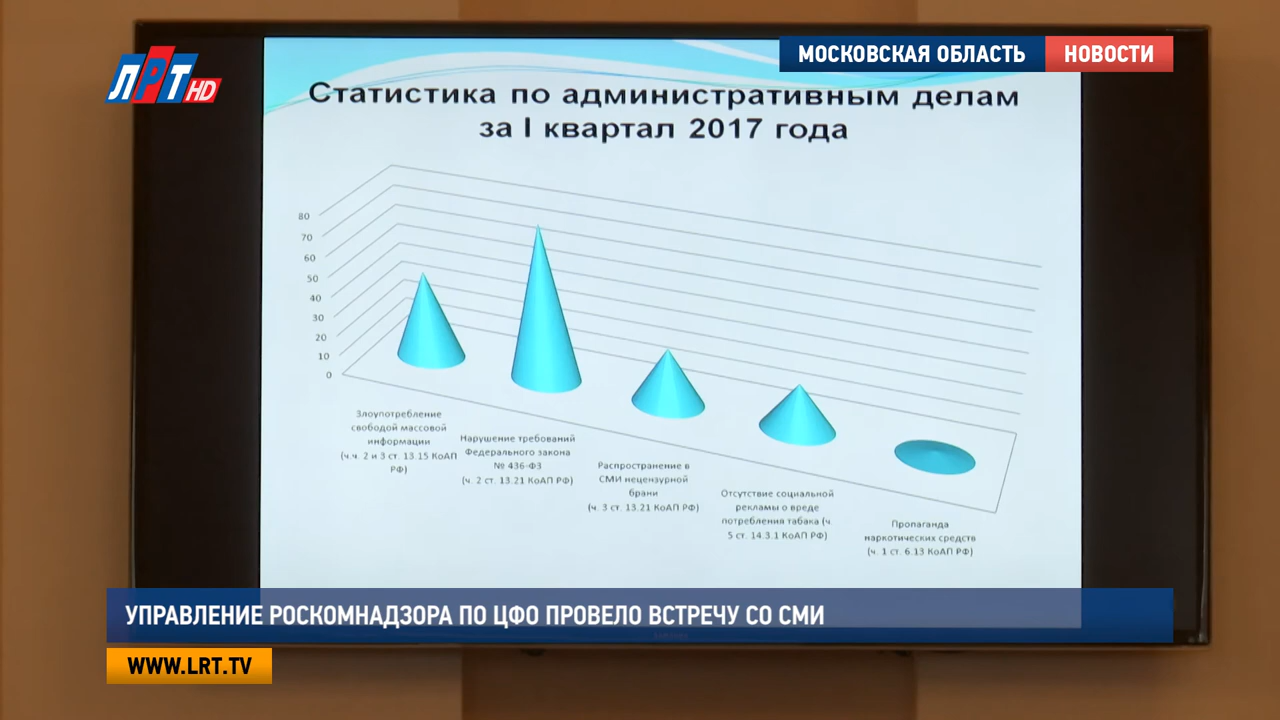 ЛРТ HD
МОСКОВСКАЯ ОБЛАСТЬ НОВОСТИ
Статистика по административным делам
за I квартал 2017 года
80
70
60
50
40
30
20
10
0
Злоупотребление
свободой массовой
информации
(ч.ч. 2 и 3 ст. 13.15 КоАП
РФ)
Нарушение требований
Федерального закона
№ 436-ФЗ
(ч. 2 ст. 13.21 КоАП РФ)
Распространение в
СМИ нецензурной
брани
(ч. 3 ст. 13.21 КоАП РФ)
Отсутствие социальной
рекламы о вреде
потребления табака (ч.
5 ст. 14.3.1 КоАП РФ)
Пропаганда
наркотических средств
(ч. 1 ст. 6.13 КоАП РФ)
УПРАВЛЕНИЕ РОСКОМНАДЗОРА ПО ЦФО ПРОВЕЛО ВСТРЕЧУ СО СМИ
WWW.LRT.TV